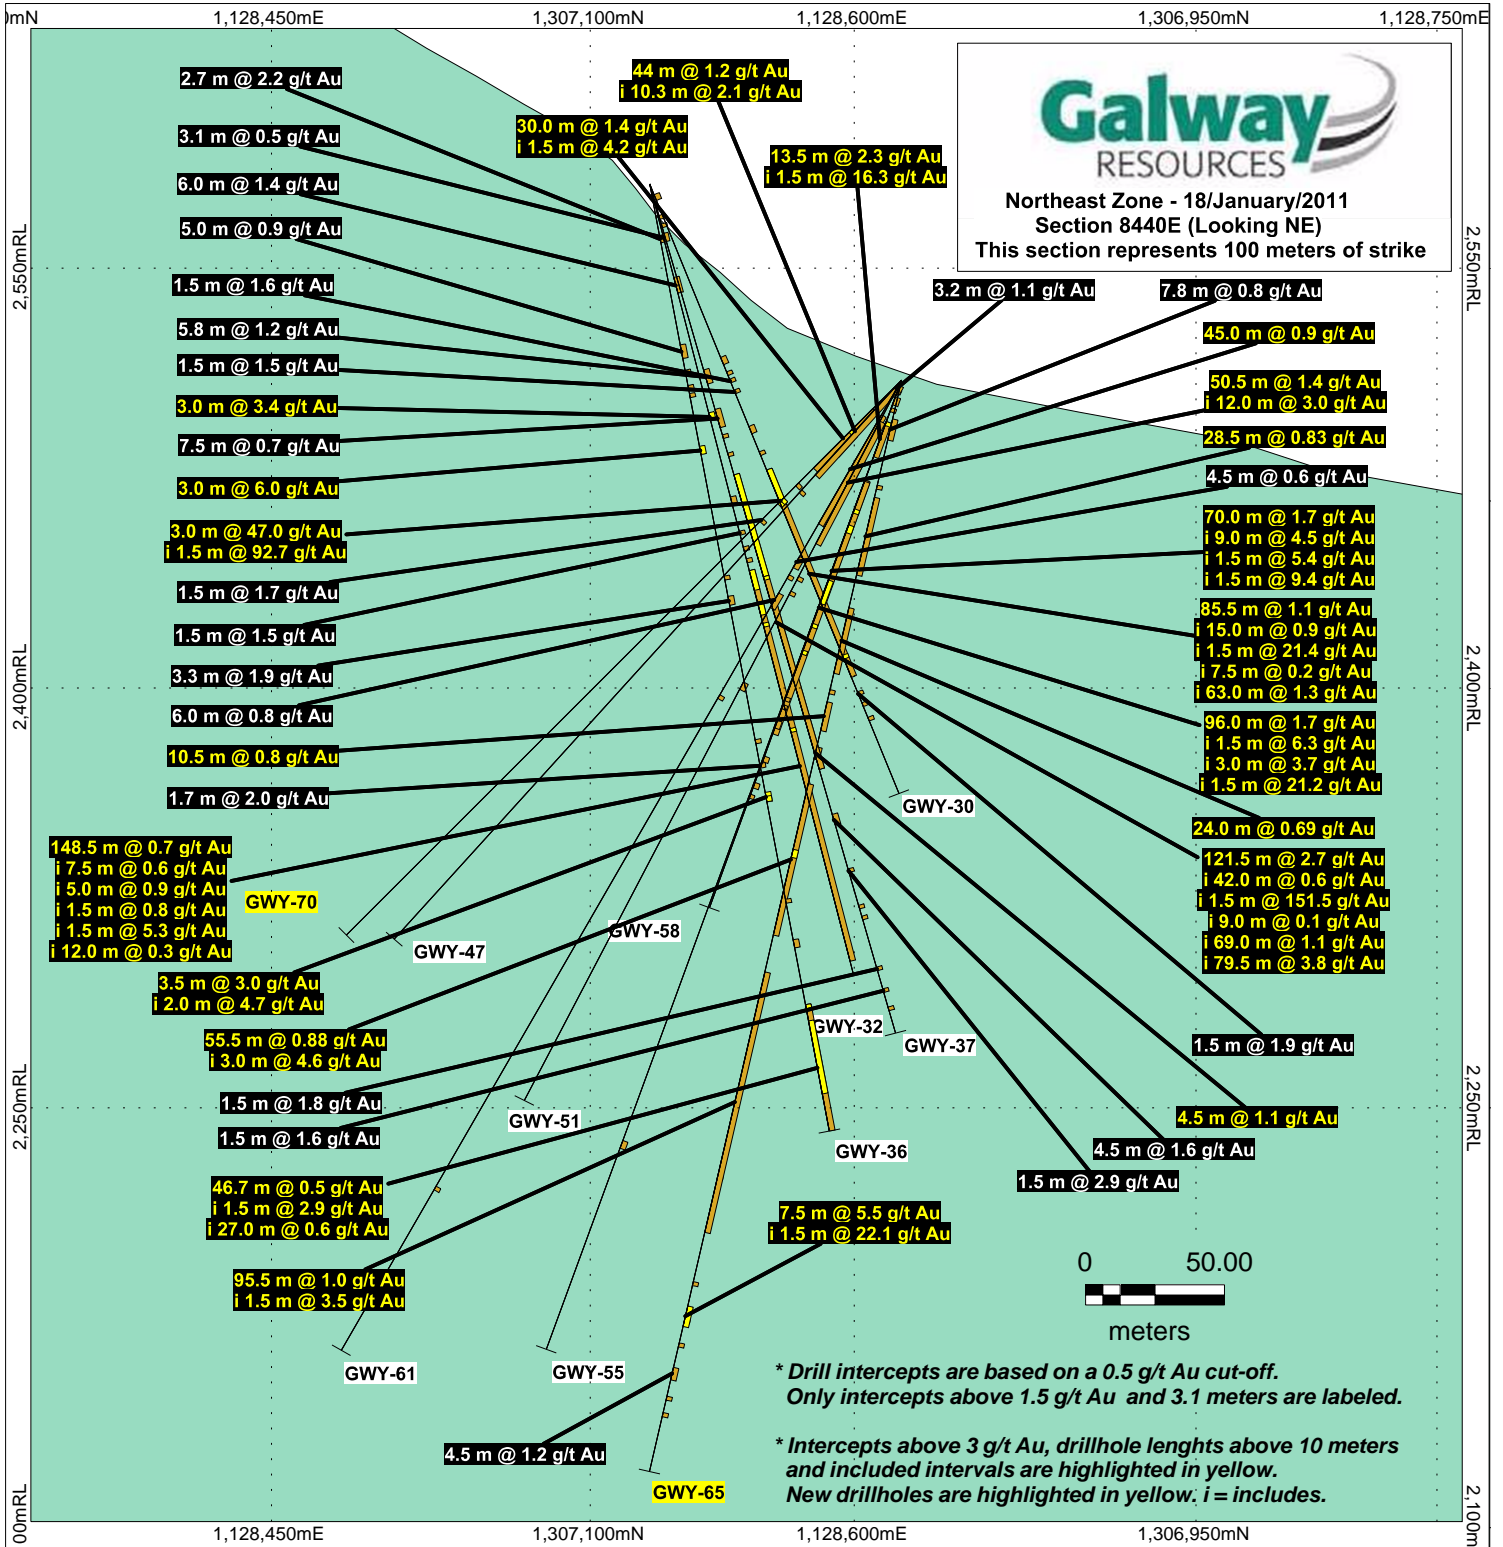 0mN
1,128,450mE
1,307,100mN
1,128,600mE
1,306,950mN
1,128,750mE
Galway
RESOURCES
Northeast Zone - 18/January/2011
Section 8440E (Looking NE)
This section represents 100 meters of strike
2.7 m @ 2.2 g/t Au
3.1 m @ 0.5 g/t Au
6.0 m @ 1.4 g/t Au
5.0 m @ 0.9 g/t Au
1.5 m @ 1.6 g/t Au
5.8 m @ 1.2 g/t Au
1.5 m @ 1.5 g/t Au
3.0 m @ 3.4 g/t Au
7.5 m @ 0.7 g/t Au
3.0 m @ 6.0 g/t Au
3.0 m @ 47.0 g/t Au
i 1.5 m @ 92.7 g/t Au
1.5 m @ 1.7 g/t Au
1.5 m @ 1.5 g/t Au
3.3 m @ 1.9 g/t Au
6.0 m @ 0.8 g/t Au
10.5 m @ 0.8 g/t Au
1.7 m @ 2.0 g/t Au
148.5 m @ 0.7 g/t Au
i 7.5 m @ 0.6 g/t Au
i 5.0 m @ 0.9 g/t Au
i 1.5 m @ 0.8 g/t Au
i 1.5 m @ 5.3 g/t Au
i 12.0 m @ 0.3 g/t Au
3.5 m @ 3.0 g/t Au
i 2.0 m @ 4.7 g/t Au
55.5 m @ 0.88 g/t Au
i 3.0 m @ 4.6 g/t Au
1.5 m @ 1.8 g/t Au
1.5 m @ 1.6 g/t Au
46.7 m @ 0.5 g/t Au
i 1.5 m @ 2.9 g/t Au
i 27.0 m @ 0.6 g/t Au
95.5 m @ 1.0 g/t Au
i 1.5 m @ 3.5 g/t Au
4.5 m @ 1.2 g/t Au
44 m @ 1.2 g/t Au
i 10.3 m @ 2.1 g/t Au
30.0 m @ 1.4 g/t Au
i 1.5 m @ 4.2 g/t Au
13.5 m @ 2.3 g/t Au
i 1.5 m @ 16.3 g/t Au
3.2 m @ 1.1 g/t Au
7.8 m @ 0.8 g/t Au
45.0 m @ 0.9 g/t Au
50.5 m @ 1.4 g/t Au
i 12.0 m @ 3.0 g/t Au
28.5 m @ 0.83 g/t Au
4.5 m @ 0.6 g/t Au
70.0 m @ 1.7 g/t Au
i 9.0 m @ 4.5 g/t Au
i 1.5 m @ 5.4 g/t Au
i 1.5 m @ 9.4 g/t Au
85.5 m @ 1.1 g/t Au
i 15.0 m @ 0.9 g/t Au
i 1.5 m @ 21.4 g/t Au
i 7.5 m @ 0.2 g/t Au
i 63.0 m @ 1.3 g/t Au
96.0 m @ 1.7 g/t Au
i 1.5 m @ 6.3 g/t Au
i 3.0 m @ 3.7 g/t Au
i 1.5 m @ 21.2 g/t Au
24.0 m @ 0.69 g/t Au
121.5 m @ 2.7 g/t Au
i 42.0 m @ 0.6 g/t Au
i 1.5 m @ 151.5 g/t Au
i 9.0 m @ 0.1 g/t Au
i 69.0 m @ 1.1 g/t Au
i 79.5 m @ 3.8 g/t Au
1.5 m @ 1.9 g/t Au
4.5 m @ 1.1 g/t Au
4.5 m @ 1.6 g/t Au
1.5 m @ 2.9 g/t Au
7.5 m @ 5.5 g/t Au
i 1.5 m @ 22.1 g/t Au
GWY-30
GWY-70
GWY-47
GWY-58
GWY-32
GWY-37
GWY-51
GWY-36
GWY-61
GWY-55
GWY-65
2,550mRL
2,400mRL
2,250mRL
00mRL
2,550mRL
2,400mRL
2,250mRL
2,100m
0 50.00
meters
* Drill intercepts are based on a 0.5 g/t Au cut-off.
Only intercepts above 1.5 g/t Au and 3.1 meters are labeled.
* Intercepts above 3 g/t Au, drillhole lenghts above 10 meters
and included intervals are highlighted in yellow.
New drillholes are highlighted in yellow. i = includes.
1,128,450mE
1,307,100mN
1,128,600mE
1,306,950mN